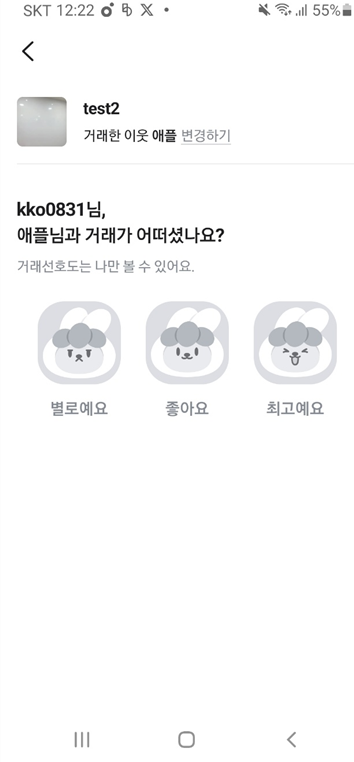 SKT 12:22
55%
test2
거래한 이웃 애플 변경하기
kko0831님,
애플님과 거래가 어떠셨나요?
거래선호도는 나만 볼 수 있어요.
별로예요 좋아요 최고예요